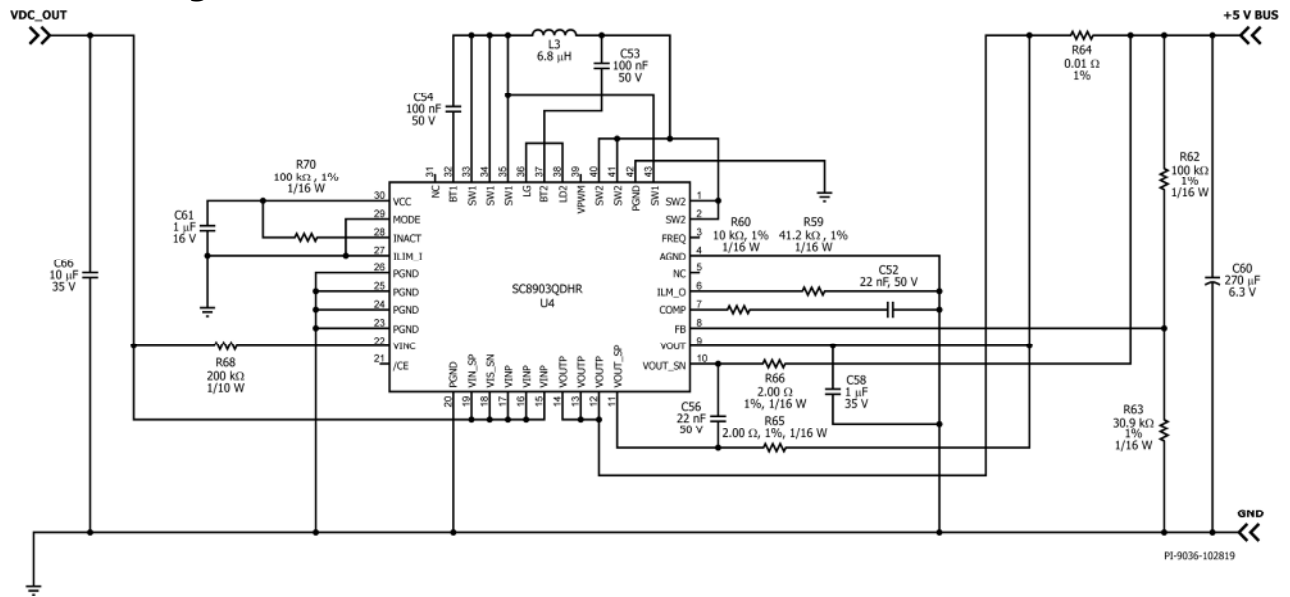 VDC_OUT
+5 V BUS
L3
6.8 μH
C53
100 nF
50 V
R64
0.01 Ω
1%
C54
100 nF
50 V
R70
100 kΩ , 1%
1/16 W
R62
100 kΩ
1%
1/16 W
31
32
33
34
35
36
37
38
39
40
41
42
43
NC
BT1
SW1
SW1
SW1
LG
BT2
LD2
VPWM
SW2
SW2
PGND
SW1
30
VCC
SW2
1
C61
1 μF
16 V
29
MODE
SW2
2
R60
10 kΩ, 1%
1/16 W
R59
41.2 kΩ , 1%
1/16 W
28
INACT
FREQ
3
27
ILIM_I
AGND
4
C66
10 μF
35 V
26
PGND
NC
5
C52
22 nF, 50 V
C60
270 μF
6.3 V
25
PGND
SC8903QDHR
U4
ILM_O
6
24
PGND
COMP
7
23
PGND
FB
8
22
VINC
VOUT
9
21
/CE
VOUT_SN
10
R68
200 kΩ
1/10 W
PGND
VIN_SP
VIS_SN
VINP
VINP
VINP
VOUTP
VOUTP
VOUTP
VOUT_SP
20
19
18
17
16
15
14
13
12
11
R66
2.00 Ω
1%, 1/16 W
C58
1 μF
35 V
C56
22 nF
50 V
R65
2.00 Ω, 1%, 1/16 W
R63
30.9 kΩ
1%
1/16 W
GND
PI-9036-102819